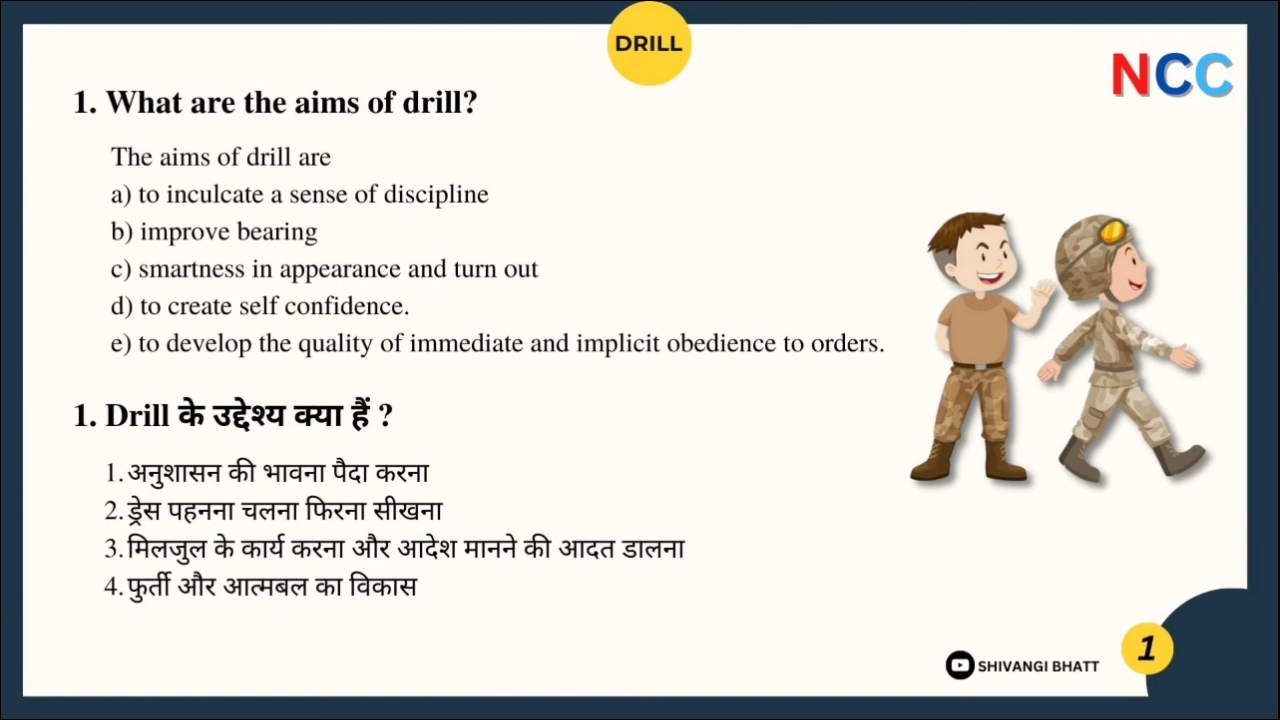 DRILL
NCC
1. What are the aims of drill?
The aims of drill are
a) to inculcate a sense of discipline
b) improve bearing
c) smartness in appearance and turn out
d) to create self confidence.
e) to develop the quality of immediate and implicit obedience to orders.
1. Drill के उद्देश्य क्या हैं ?
1. अनुशासन की भावना पैदा करना
2. ड्रेस पहनना चलना फिरना सीखना
3. मिलजुल के कार्य करना और आदेश मानने की आदत डालना
4. फुर्ती और आत्मबल का विकास
SHIVANGI BHATT
1